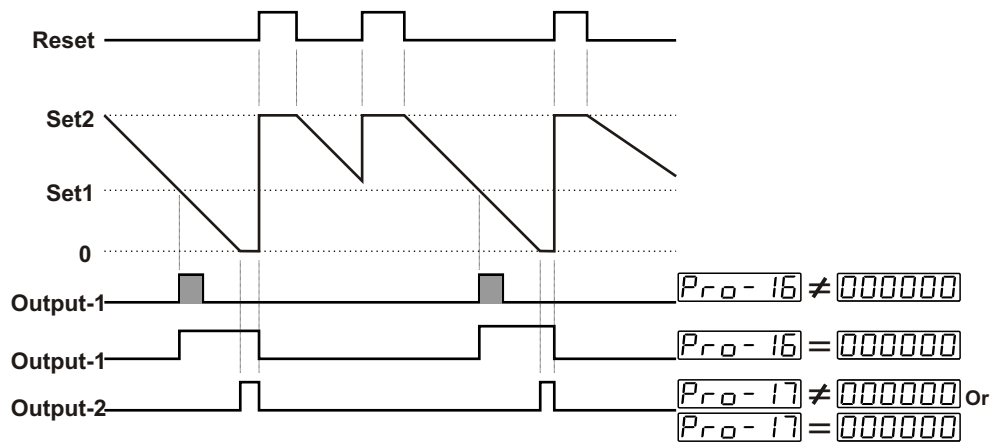 Reset
Set2
Set1
0
Output-1 Pro-16 ≠ 000000
Output-1 Pro-16 = 000000
Output-2 Pro-17 ≠ 000000 Or
Pro-17 = 000000